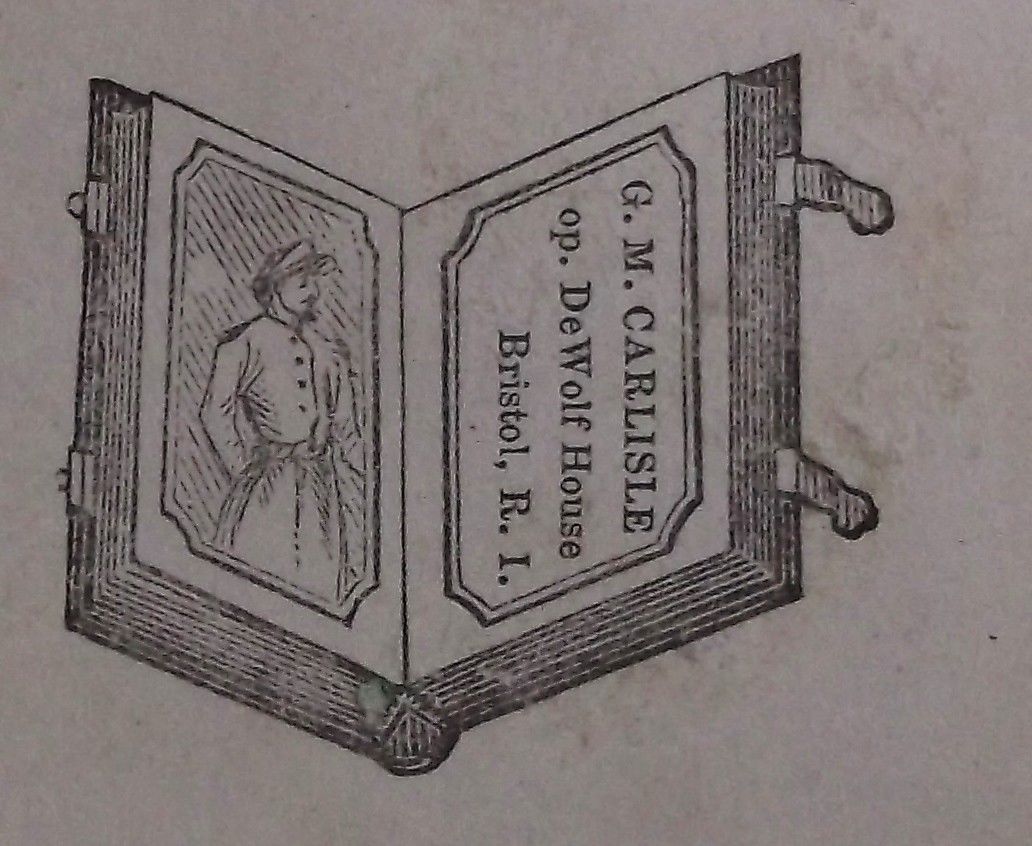 G. M. CARLISLE
op. DeWolf House
Bristol, R. I.